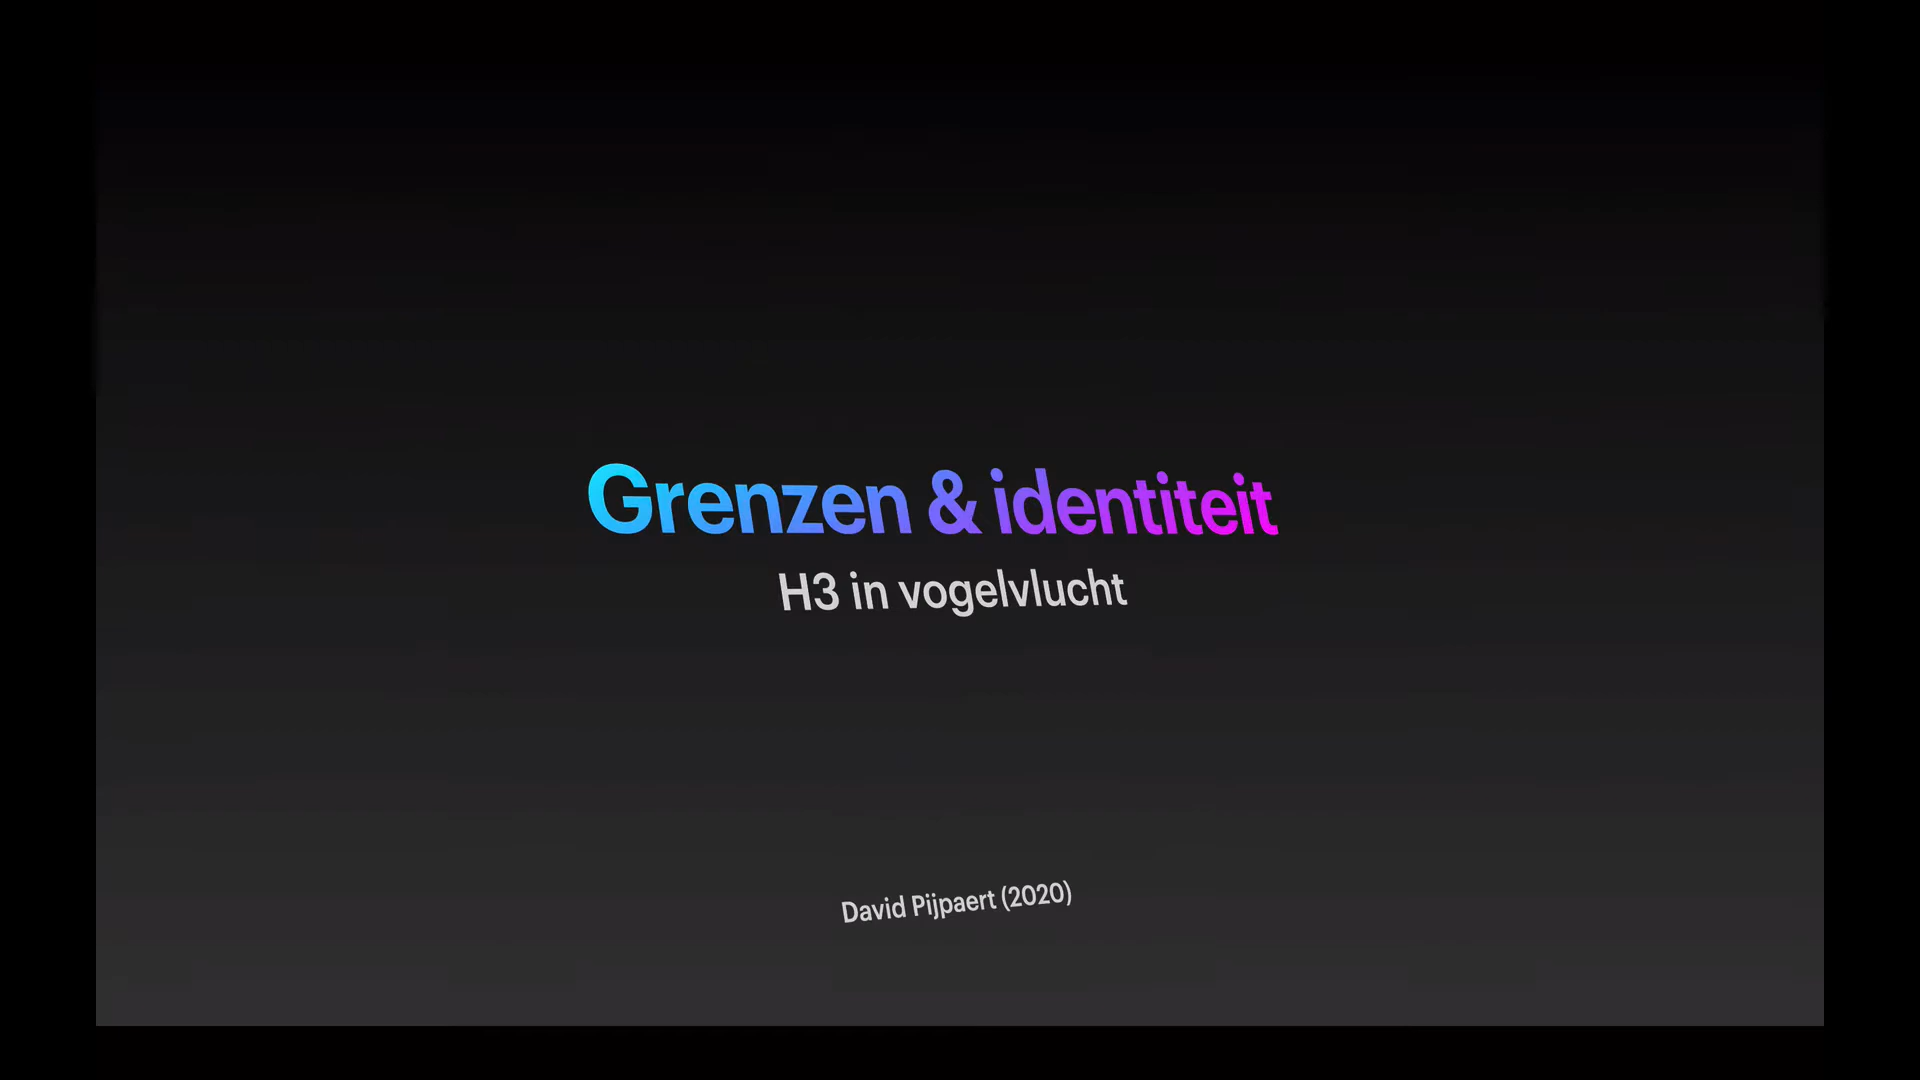 Grenzen & identiteit
H3 in vogelvlucht
David Pijpaert (2020)